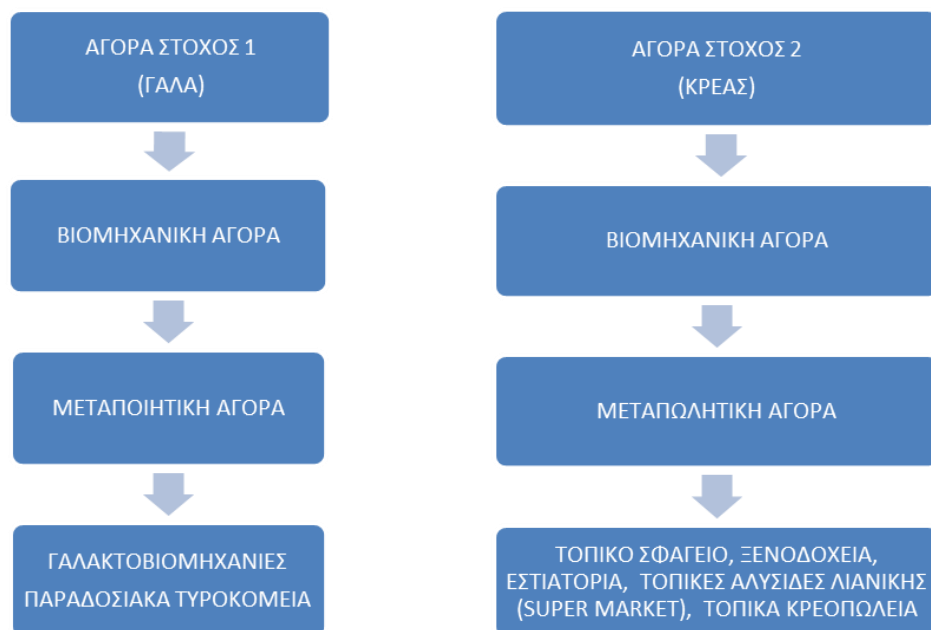 ΑΓΟΡΑ ΣΤΟΧΟΣ 1
(ΓΑΛΑ)
ΒΙΟΜΗΧΑΝΙΚΗ ΑΓΟΡΑ
ΜΕΤΑΠΟΙΗΤΙΚΗ ΑΓΟΡΑ
ΓΑΛΑΚΤΟΒΙΟΜΗΧΑΝΙΕΣ
ΠΑΡΑΔΟΣΙΑΚΑ ΤΥΡΟΚΟΜΕΙΑ
ΑΓΟΡΑ ΣΤΟΧΟΣ 2
(ΚΡΕΑΣ)
ΒΙΟΜΗΧΑΝΙΚΗ ΑΓΟΡΑ
ΜΕΤΑΠΩΛΗΤΙΚΗ ΑΓΟΡΑ
ΤΟΠΙΚΟ ΣΦΑΓΕΙΟ, ΞΕΝΟΔΟΧΕΙΑ,
ΕΣΤΙΑΤΟΡΙΑ, ΤΟΠΙΚΕΣ ΑΛΥΣΙΔΕΣ ΛΙΑΝΙΚΗΣ
(SUPER MARKET), ΤΟΠΙΚΑ ΚΡΕΟΠΩΛΕΙΑ